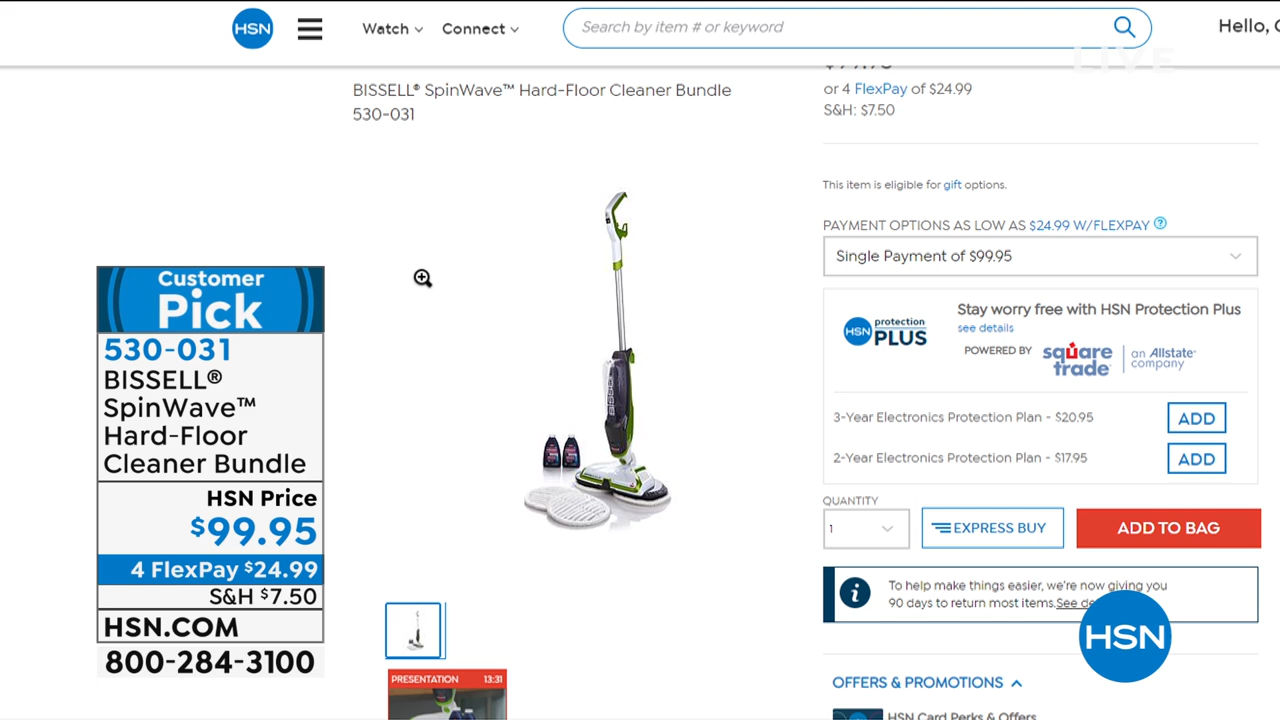 HSN
Watch
Connect
Search by item # or keyword
Hello,
LIVE
BISSELL® SpinWave™ Hard-Floor Cleaner Bundle
530-031
or 4 FlexPay of $24.99
S&H: $7.50
This item is eligible for gift options.
PAYMENT OPTIONS AS LOW AS $24.99 W/FLEXPAY ?
Single Payment of $99.95
HSN protection PLUS
Stay worry free with HSN Protection Plus
see details
POWERED BY square trade | an Allstate company
3-Year Electronics Protection Plan - $20.95 ADD
2-Year Electronics Protection Plan - $17.95 ADD
QUANTITY
1
EXPRESS BUY
ADD TO BAG
To help make things easier, we're now giving you
90 days to return most items. See
HSN
OFFERS & PROMOTIONS
HSN Card Perks & Offers
Customer
Pick
530-031
BISSELL®
SpinWave™
Hard-Floor
Cleaner Bundle
HSN Price
$99.95
4 FlexPay $24.99
S&H $7.50
HSN.COM
800-284-3100
BISSELL
PRESENTATION 13:31